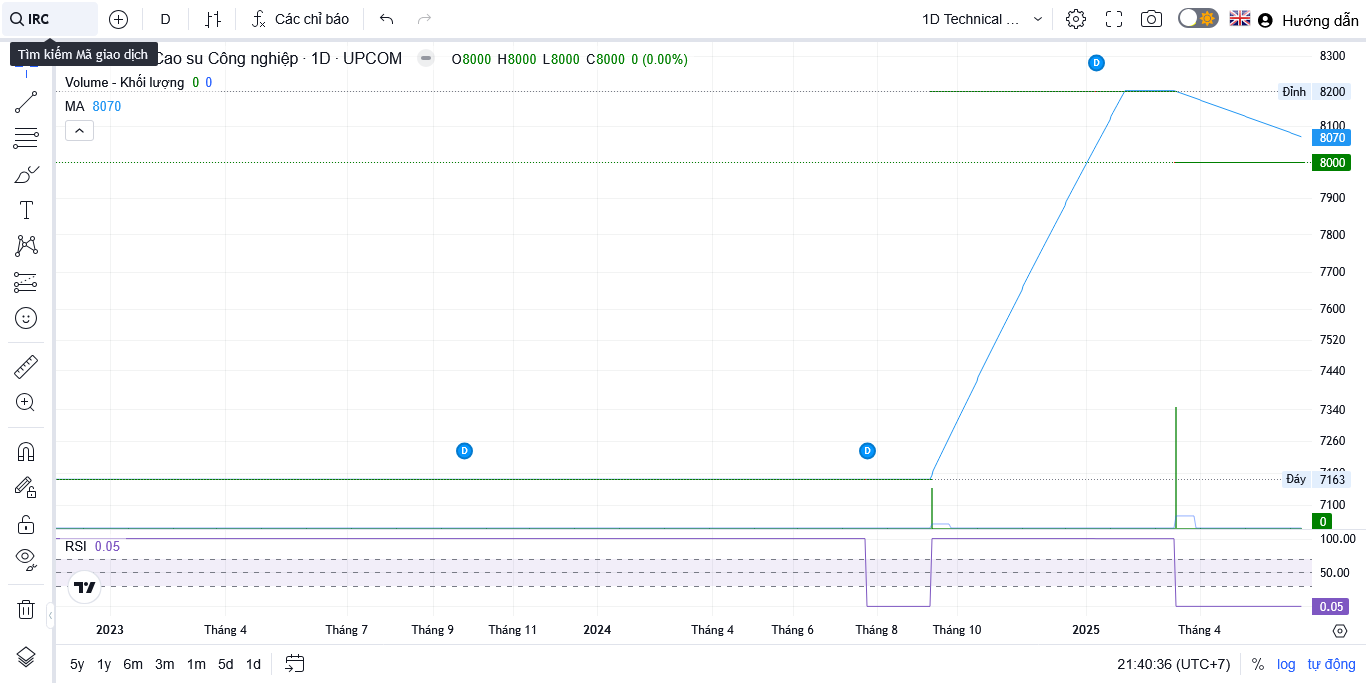 IRC
D
Các chỉ báo
1D Technical ...
Hướng dẫn
Tìm kiếm Mã giao dịch
Cao su Công nghiệp · 1D · UPCOM
O8000 H8000 L8000 C8000 0 (0.00%)
Volume - Khối lượng 0 0
MA 8070
D
D
D
8300
Đỉnh 8200
8100
8070
8000
7900
7800
7700
7600
7520
7440
7340
7260
7180
Đáy 7163
7100
0
RSI 0.05
100.00
50.00
0.05
2023 Tháng 4 Tháng 7 Tháng 9 Tháng 11 2024 Tháng 4 Tháng 6 Tháng 8 Tháng 10 2025 Tháng 4
5y 1y 6m 3m 1m 5d 1d
21:40:36 (UTC+7) % log tự động